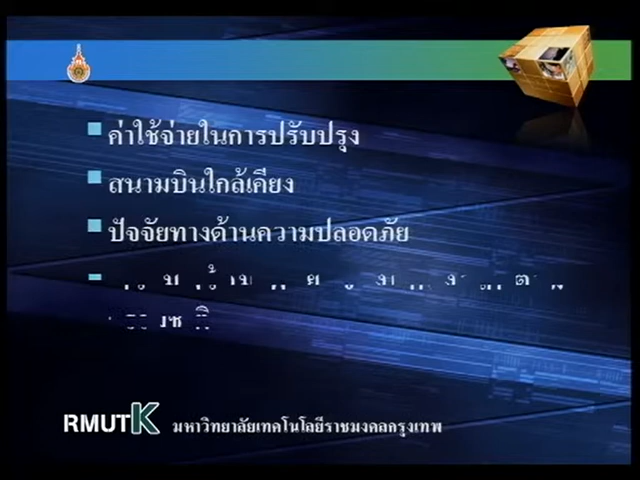 ค่าใช้จ่ายในการปรับปรุง
สนามบินใกล้เคียง
ปัจจัยทางด้านความปลอดภัย
RMUTK มหาวิทยาลัยเทคโนโลยีราชมงคลกรุงเทพ